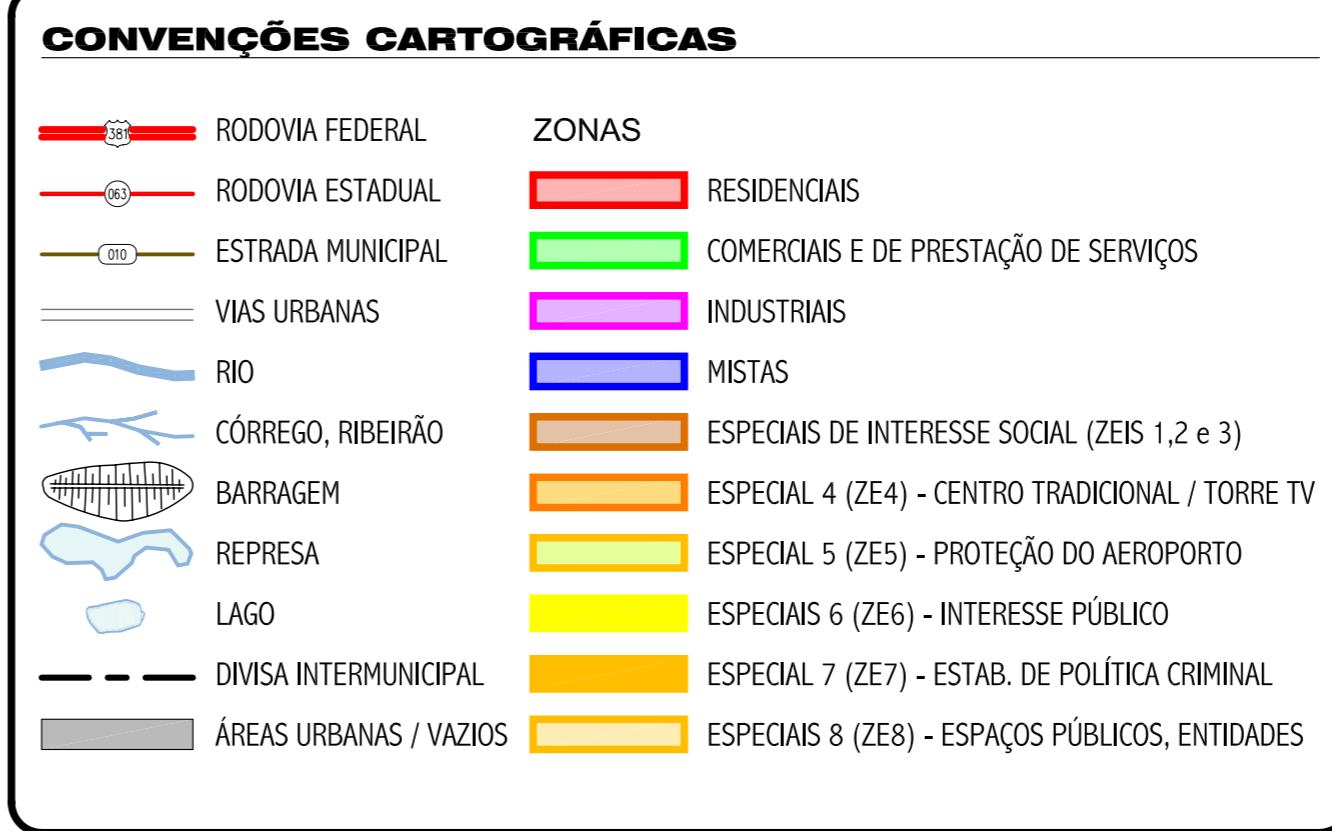 CONVENÇÕES CARTOGRÁFICAS
381 RODOVIA FEDERAL
063 RODOVIA ESTADUAL
010 ESTRADA MUNICIPAL
VIAS URBANAS
RIO
CÓRREGO, RIBEIRÃO
BARRAGEM
REPRESA
LAGO
DIVISA INTERMUNICIPAL
ÁREAS URBANAS / VAZIOS
ZONAS
RESIDENCIAIS
COMERCIAIS E DE PRESTAÇÃO DE SERVIÇOS
INDUSTRIAIS
MISTAS
ESPECIAIS DE INTERESSE SOCIAL (ZEIS 1,2 e 3)
ESPECIAL 4 (ZE4) - CENTRO TRADICIONAL / TORRE TV
ESPECIAL 5 (ZE5) - PROTEÇÃO DO AEROPORTO
ESPECIAIS 6 (ZE6) - INTERESSE PÚBLICO
ESPECIAL 7 (ZE7) - ESTAB. DE POLÍTICA CRIMINAL
ESPECIAIS 8 (ZE8) - ESPAÇOS PÚBLICOS, ENTIDADES